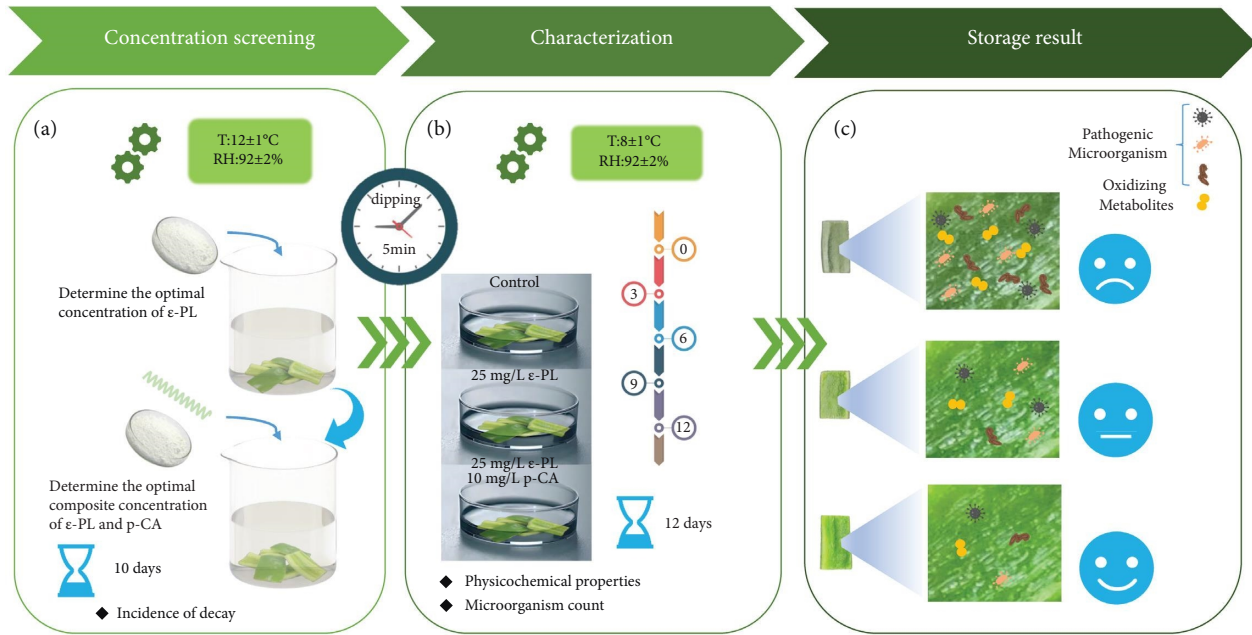 Concentration screening
Characterization
Storage result
(a)
T:12±1°C
RH:92±2%
dipping
5min
Determine the optimal
concentration of ε-PL
Determine the optimal
composite concentration
of ε-PL and p-CA
10 days
◆ Incidence of decay
(b)
T:8±1°C
RH:92±2%
Control
25 mg/L ε-PL
25 mg/L ε-PL
10 mg/L p-CA
0
3
6
9
12
12 days
◆ Physicochemical properties
◆ Microorganism count
(c)
Pathogenic
Microorganism
Oxidizing
Metabolites